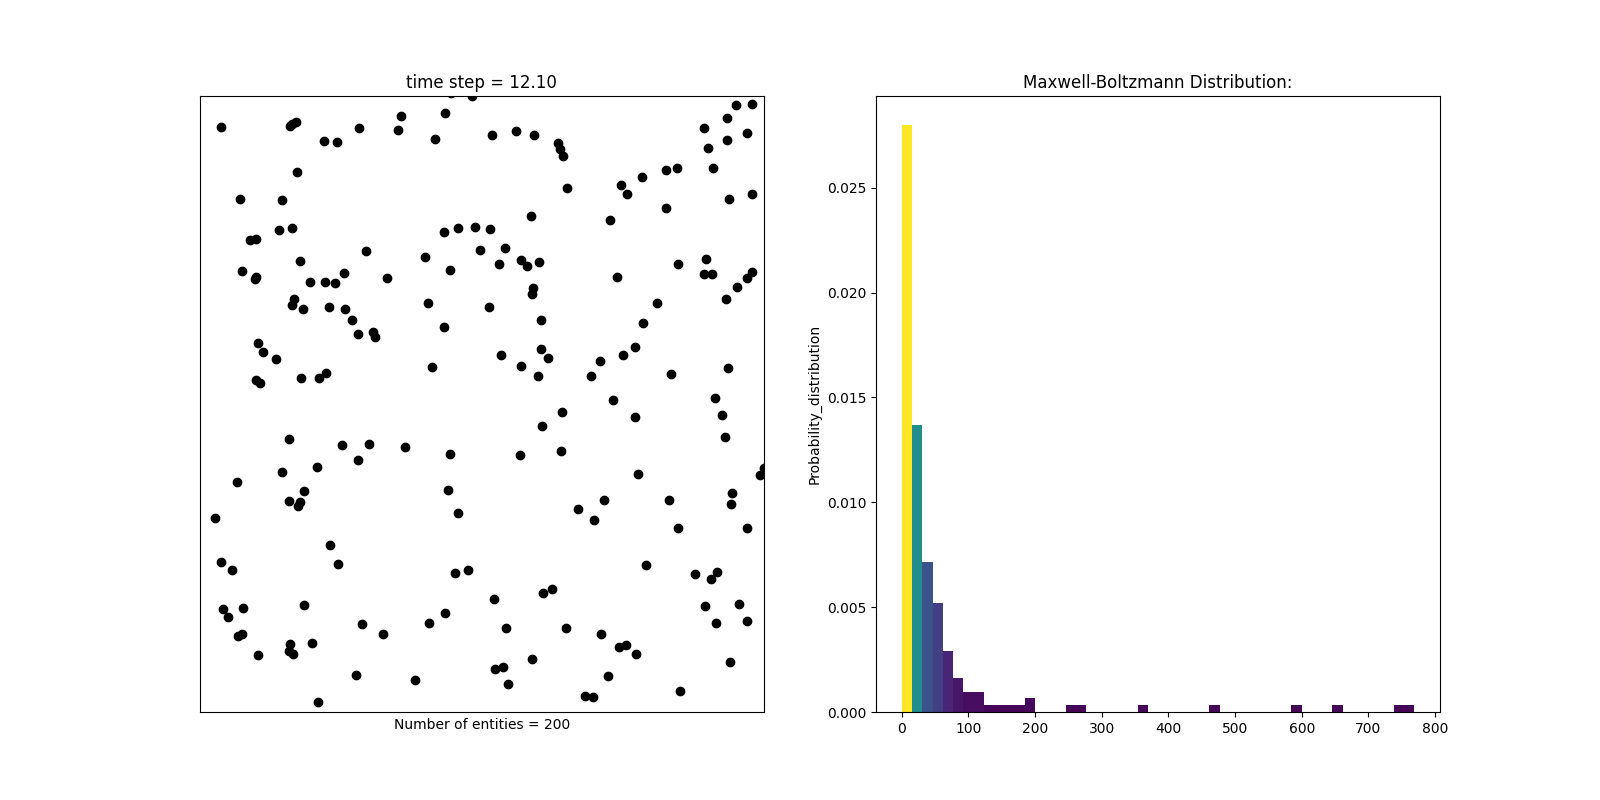 time step = 12.10
Number of entities = 200
Maxwell-Boltzmann Distribution:
Probability_distribution
0.025
0.020
0.015
0.010
0.005
0.000
0 100 200 300 400 500 600 700 800